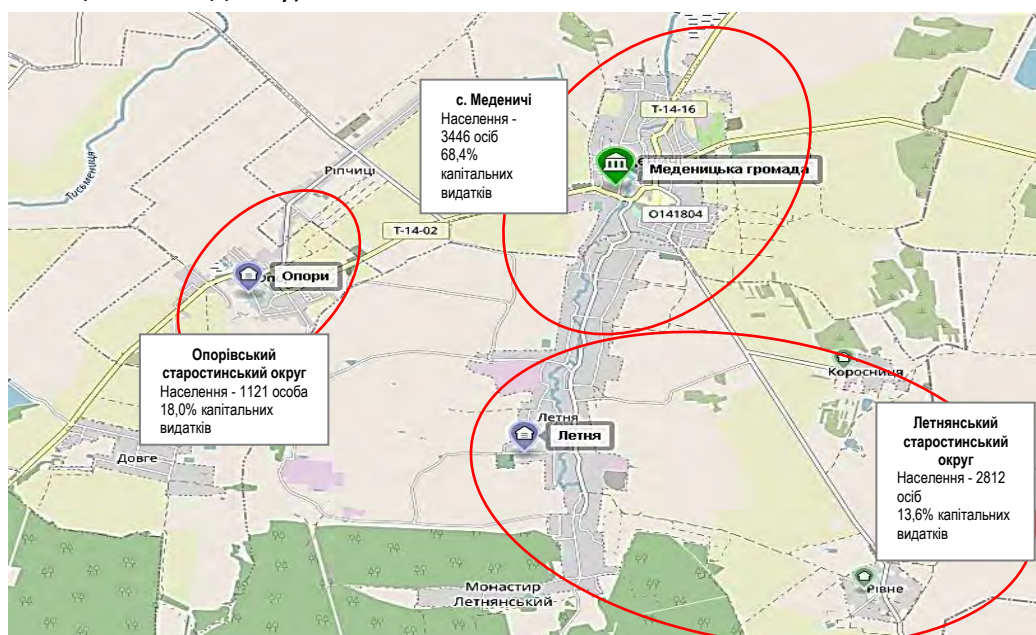 с. Меденичі
Населення -
3446 осіб
68,4%
капітальних
видатків
Т-14-16
Меденицька громада
О141804
Тисьмениця
Ріпчиці
Т-14-02
Опори
Опорівський
старостинський округ
Населення - 1121 особа
18,0% капітальних
видатків
Коросниця
Летня
Летня
Летнянський
старостинський
округ
Населення - 2812
осіб
13,6% капітальних
видатків
Довге
Монастир
Летнянський
Рівне